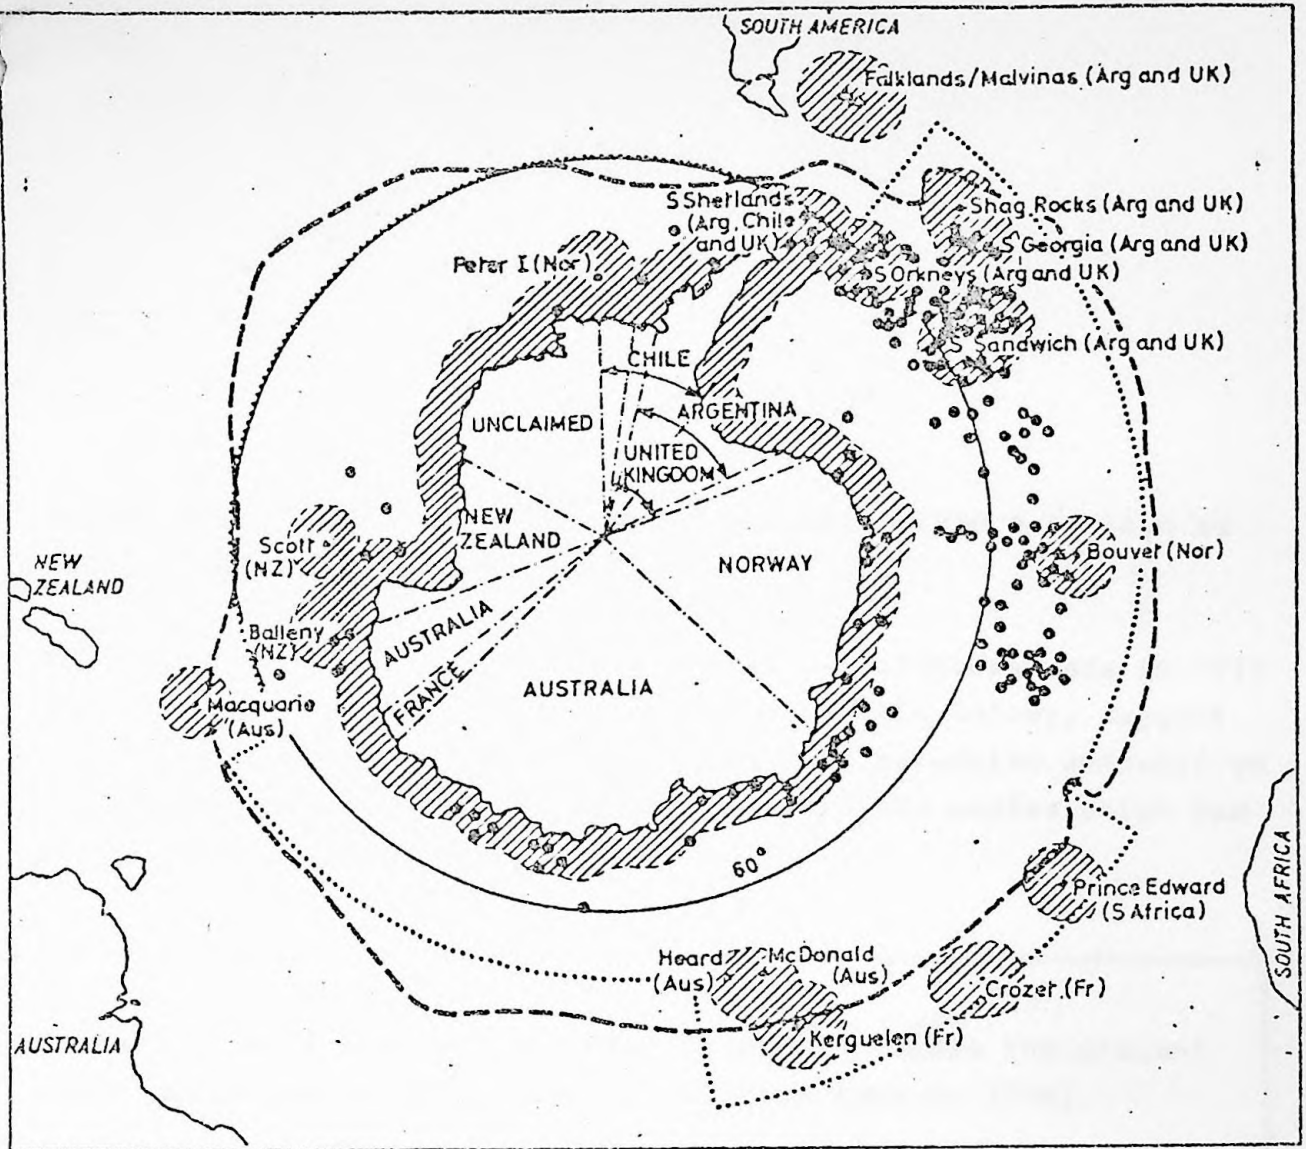 SOUTH AMERICA
Falklands/Malvinas (Arg and UK)
S Shetlands
(Arg, Chile
and UK)
Shag Rocks (Arg and UK)
S Georgia (Arg and UK)
Peter I (Nor)
S Orkneys (Arg and UK)
S Sandwich (Arg and UK)
CHILE
ARGENTINA
UNCLAIMED
UNITED
KINGDOM
NEW
ZEALAND
NORWAY
Scott
(NZ)
Bouvet (Nor)
NEW
ZEALAND
Balleny
(NZ)
AUSTRALIA
FRANCE
AUSTRALIA
Macquarie
(Aus)
60°
Prince Edward
(S Africa)
SOUTH AFRICA
Heard
(Aus)
McDonald
(Aus)
Crozet (Fr)
Kerguelen (Fr)
AUSTRALIA